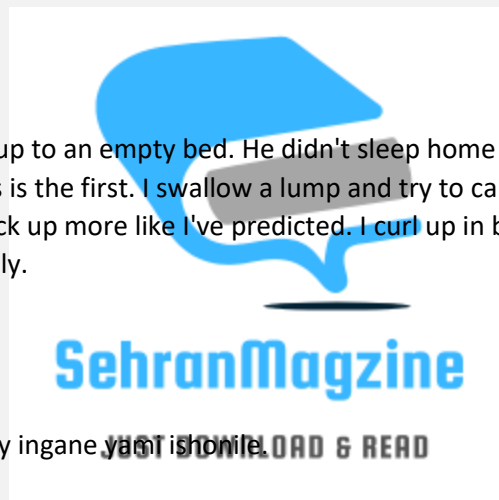 up to an empty bed. He didn't sleep home
s is the first. I swallow a lump and try to ca
ck up more like I've predicted. I curl up in b
ly.
SehranMagzine
y ingane yami ishonile.
JUST DOWNLOAD & READ